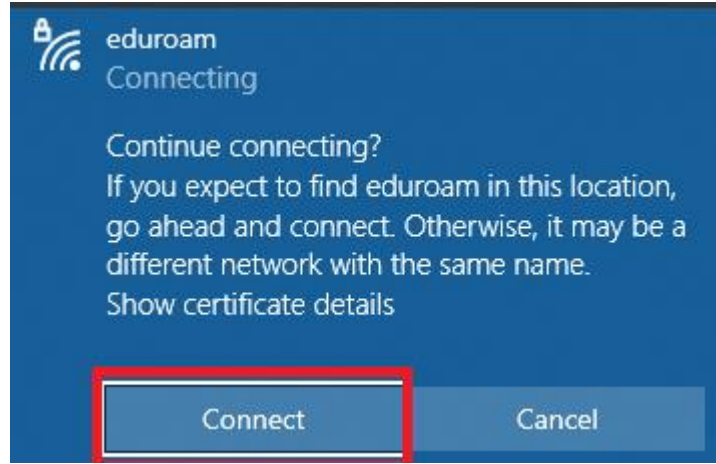 eduroam
Connecting
Continue connecting?
If you expect to find eduroam in this location,
go ahead and connect. Otherwise, it may be a
different network with the same name.
Show certificate details
Connect
Cancel